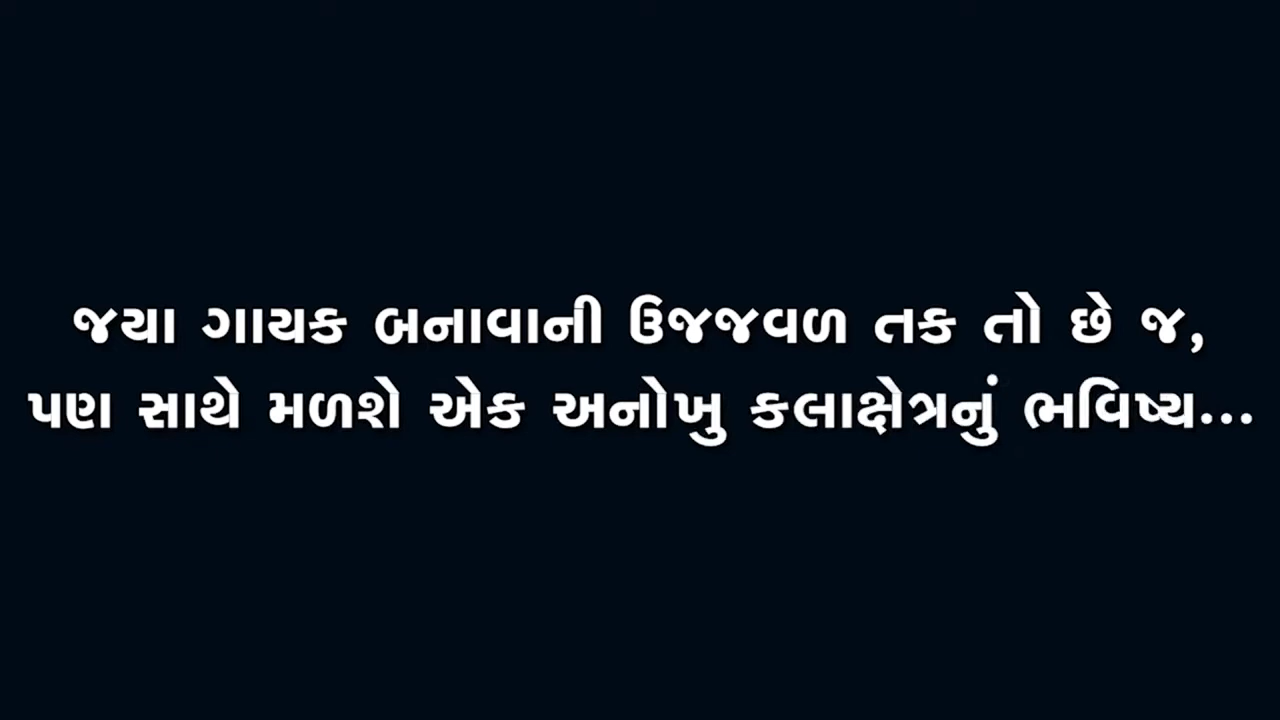 જયા ગાયક બનાવાની ઉજજવળ તક તો છે જ,
પણ સાથે મળશે એક અનોખુ કલાક્ષેત્રનું ભવિષ્ય...